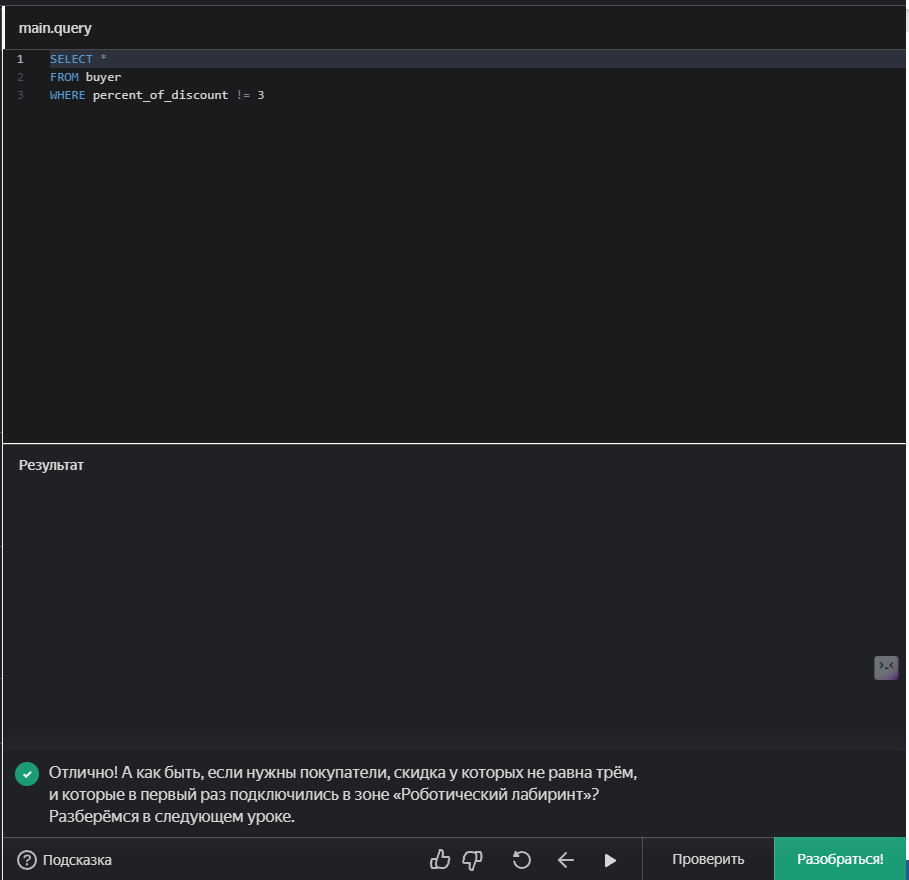 main.query
1 SELECT *
2 FROM buyer
3 WHERE percent_of_discount != 3
Результат
>_<
Отлично! А как быть, если нужны покупатели, скидка у которых не равна трём,
и которые в первый раз подключились в зоне «Роботический лабиринт»?
Разберёмся в следующем уроке.
? Подсказка
Проверить
Разобраться!